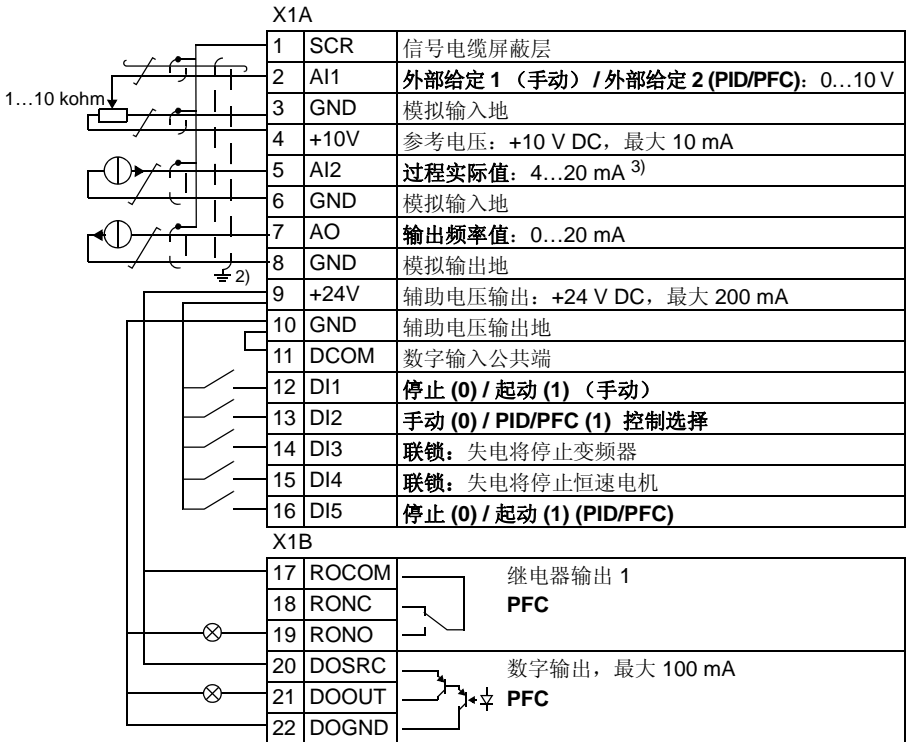 X1A
1 SCR 信号电缆屏蔽层
2 AI1 外部给定 1 （手动） / 外部给定 2 (PID/PFC)：0…10 V
1…10 kohm
3 GND 模拟输入地
4 +10V 参考电压：+10 V DC，最大 10 mA
5 AI2 过程实际值：4…20 mA 3)
6 GND 模拟输入地
7 AO 输出频率值：0…20 mA
8 GND 模拟输出地
2)
9 +24V 辅助电压输出：+24 V DC，最大 200 mA
10 GND 辅助电压输出地
11 DCOM 数字输入公共端
12 DI1 停止 (0) / 起动 (1) （手动）
13 DI2 手动 (0) / PID/PFC (1) 控制选择
14 DI3 联锁：失电将停止变频器
15 DI4 联锁：失电将停止恒速电机
16 DI5 停止 (0) / 起动 (1) (PID/PFC)
X1B
17 ROCOM 继电器输出 1
18 RONC PFC
19 RONO
20 DOSRC 数字输出，最大 100 mA
21 DOOUT PFC
22 DOGND